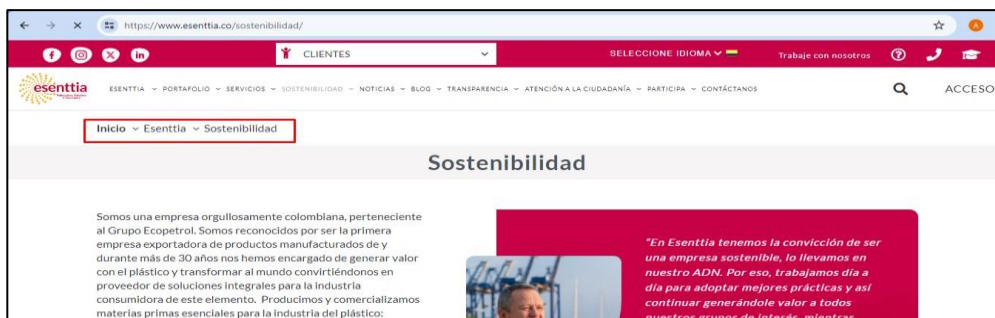 https://www.esenttia.co/sostenibilidad/
CLIENTES
SELECCIONE IDIOMA
Trabaje con nosotros
esenttia
ESENTTIA PORTAFOLIO SERVICIOS SOSTENIBILIDAD NOTICIAS BLOG TRANSPARENCIA ATENCIÓN A LA CIUDADANÍA PARTICIPA CONTÁCTANOS
ACCESO
Inicio Esenttia Sostenibilidad
Sostenibilidad
Somos una empresa orgullosamente colombiana, perteneciente
al Grupo Ecopetrol. Somos reconocidos por ser la primera
empresa exportadora de productos manufacturados de y
durante más de 30 años nos hemos encargado de generar valor
con el plástico y transformar al mundo convirtiéndonos en
proveedor de soluciones integrales para la industria
consumidora de este elemento. Producimos y comercializamos
materias primas esenciales para la industria del plástico:
"En Esenttia tenemos la convicción de ser
una empresa sostenible, lo llevamos en
nuestro ADN. Por eso, trabajamos día a
día para adoptar mejores prácticas y así
continuar generándole valor a todos
nuestros grupos de interés, mientras